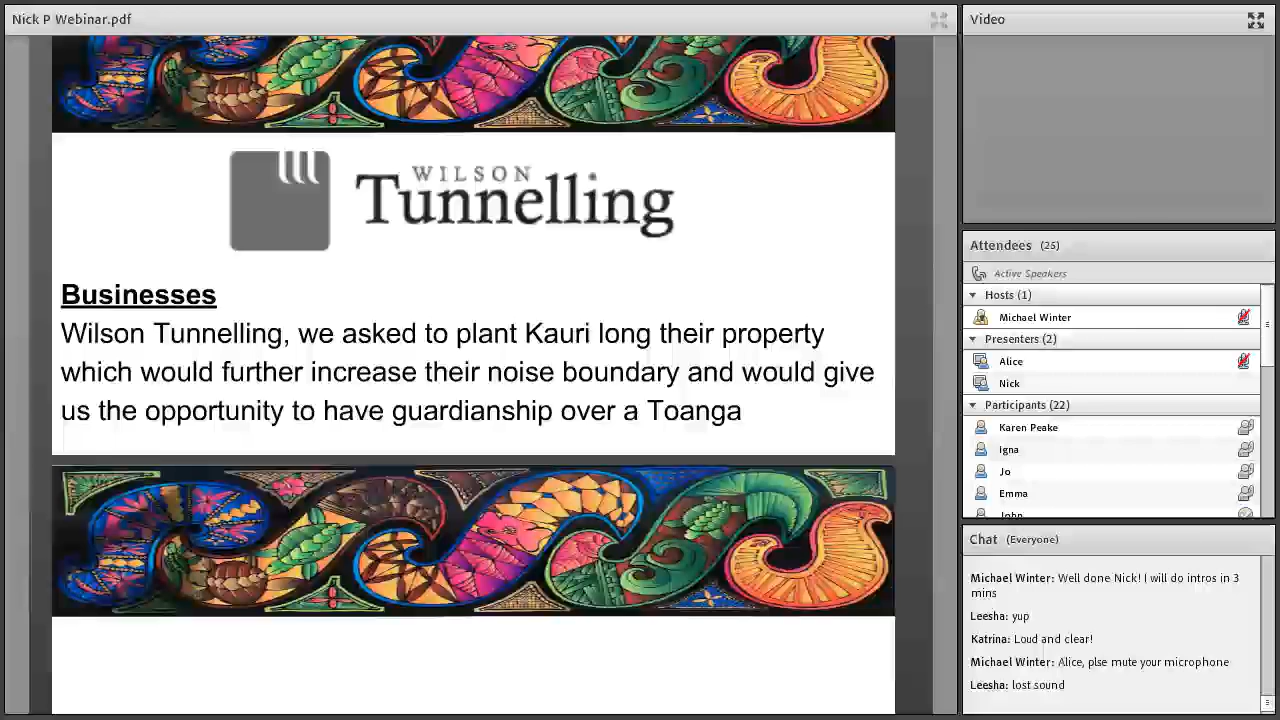 Nick P Webinar.pdf
WILSON
Tunnelling
Businesses
Wilson Tunnelling, we asked to plant Kauri long their property
which would further increase their noise boundary and would give
us the opportunity to have guardianship over a Toanga
Video
Attendees (25)
Active Speakers
Hosts (1)
Michael Winter
Presenters (2)
Alice
Nick
Participants (22)
Karen Peake
Igna
Jo
Emma
John
Chat (Everyone)
Michael Winter: Well done Nick! I will do intros in 3
mins
Leesha: yup
Katrina: Loud and clear!
Michael Winter: Alice, plse mute your microphone
Leesha: lost sound